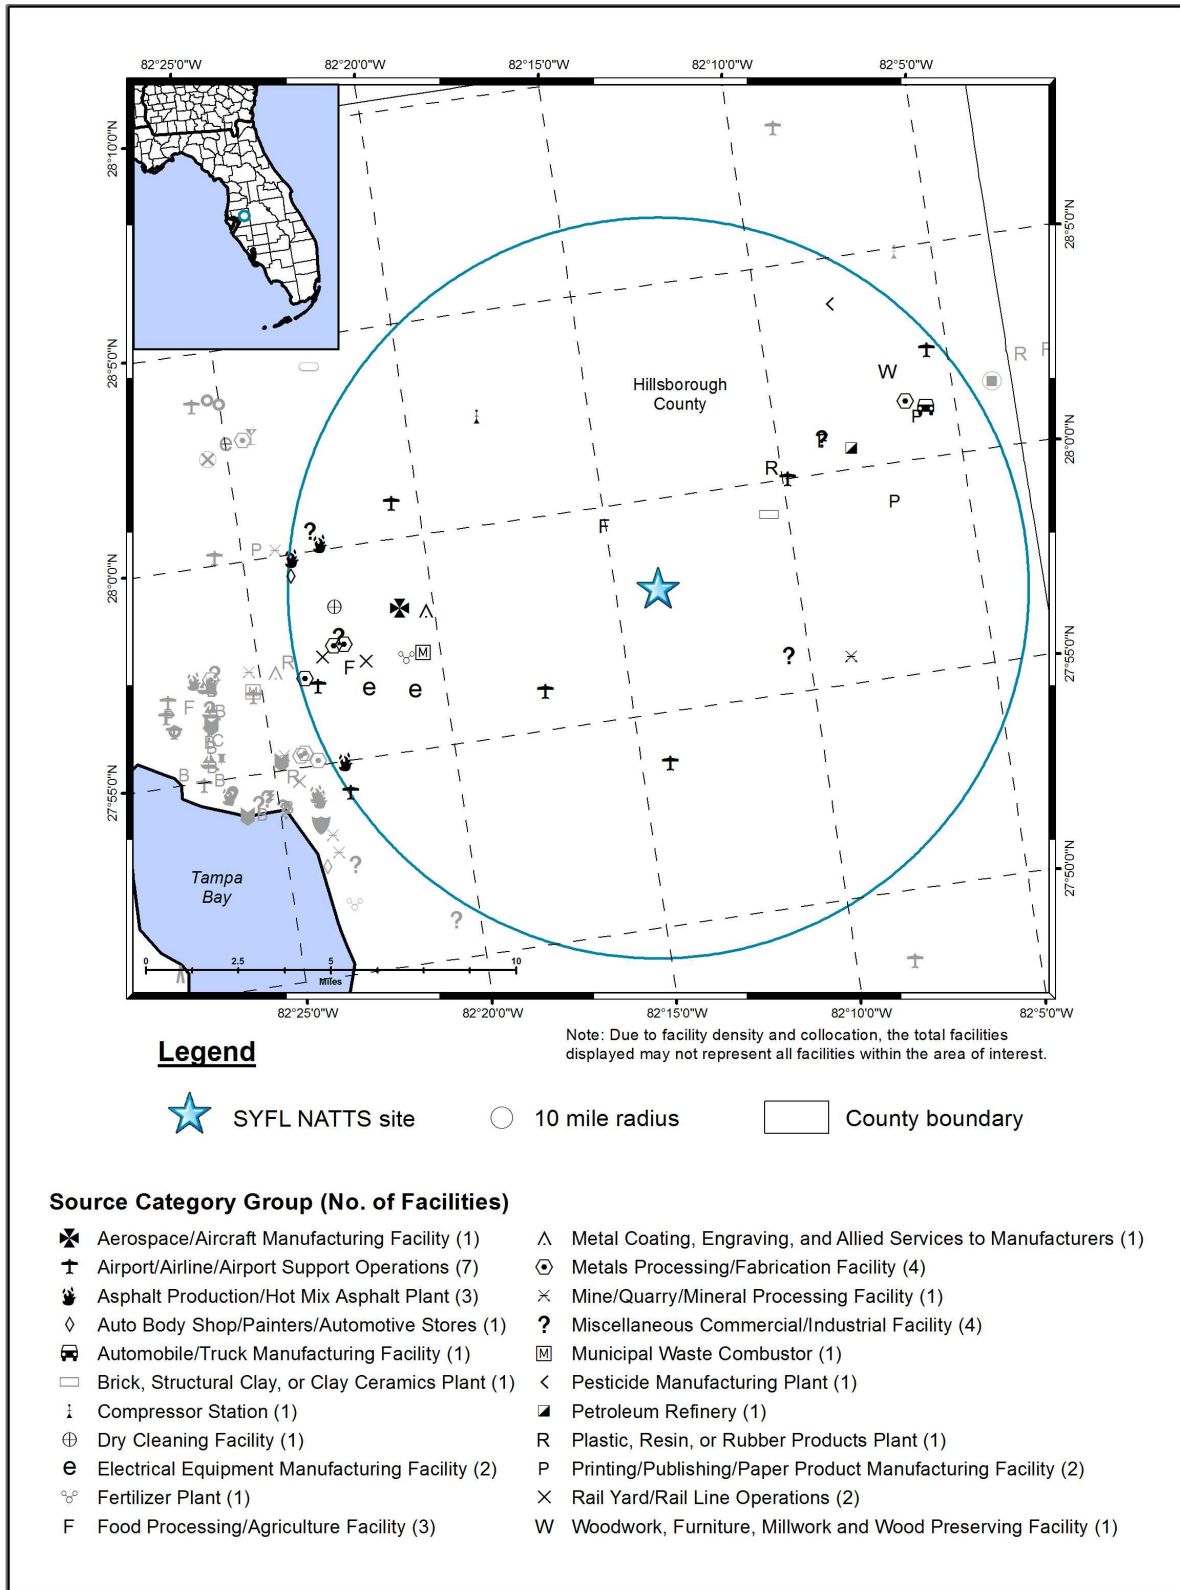 82°25'0"W 82°20'0"W 82°15'0"W 82°10'0"W 82°5'0"W
28°10'0"N
28°5'0"N
28°5'0"N
28°0'0"N
28°0'0"N
27°55'0"N
27°55'0"N
27°50'0"N
Hillsborough
County
Tampa
Bay
0 2.5 5 10
Miles
82°25'0"W 82°20'0"W 82°15'0"W 82°10'0"W 82°5'0"W
Note: Due to facility density and collocation, the total facilities
displayed may not represent all facilities within the area of interest.
Legend
SYFL NATTS site
10 mile radius
County boundary
Source Category Group (No. of Facilities)
Aerospace/Aircraft Manufacturing Facility (1)
Airport/Airline/Airport Support Operations (7)
Asphalt Production/Hot Mix Asphalt Plant (3)
Auto Body Shop/Painters/Automotive Stores (1)
Automobile/Truck Manufacturing Facility (1)
Brick, Structural Clay, or Clay Ceramics Plant (1)
Compressor Station (1)
Dry Cleaning Facility (1)
e Electrical Equipment Manufacturing Facility (2)
Fertilizer Plant (1)
F Food Processing/Agriculture Facility (3)
Metal Coating, Engraving, and Allied Services to Manufacturers (1)
Metals Processing/Fabrication Facility (4)
Mine/Quarry/Mineral Processing Facility (1)
? Miscellaneous Commercial/Industrial Facility (4)
M Municipal Waste Combustor (1)
Pesticide Manufacturing Plant (1)
Petroleum Refinery (1)
R Plastic, Resin, or Rubber Products Plant (1)
P Printing/Publishing/Paper Product Manufacturing Facility (2)
Rail Yard/Rail Line Operations (2)
W Woodwork, Furniture, Millwork and Wood Preserving Facility (1)